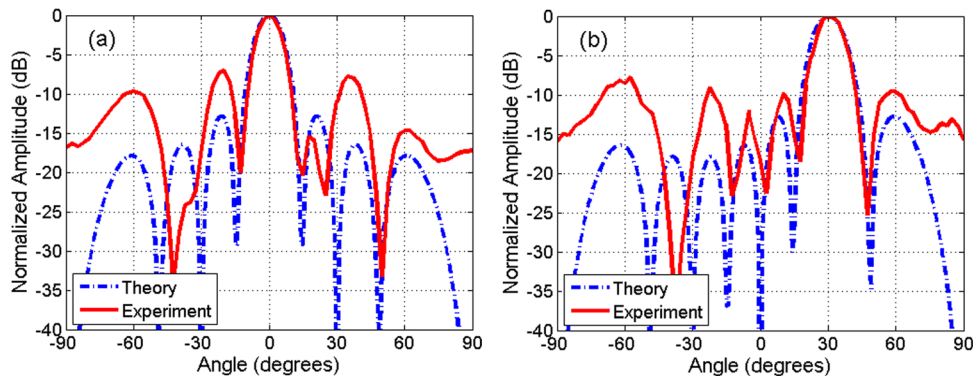 (a)
Normalized Amplitude (dB)
0
-5
-10
-15
-20
-25
-30
-35
-40
-90 -60 -30 0 30 60 90
Angle (degrees)
Theory
Experiment
(b)
Normalized Amplitude (dB)
0
-5
-10
-15
-20
-25
-30
-35
-40
-90 -60 -30 0 30 60 90
Angle (degrees)
Theory
Experiment